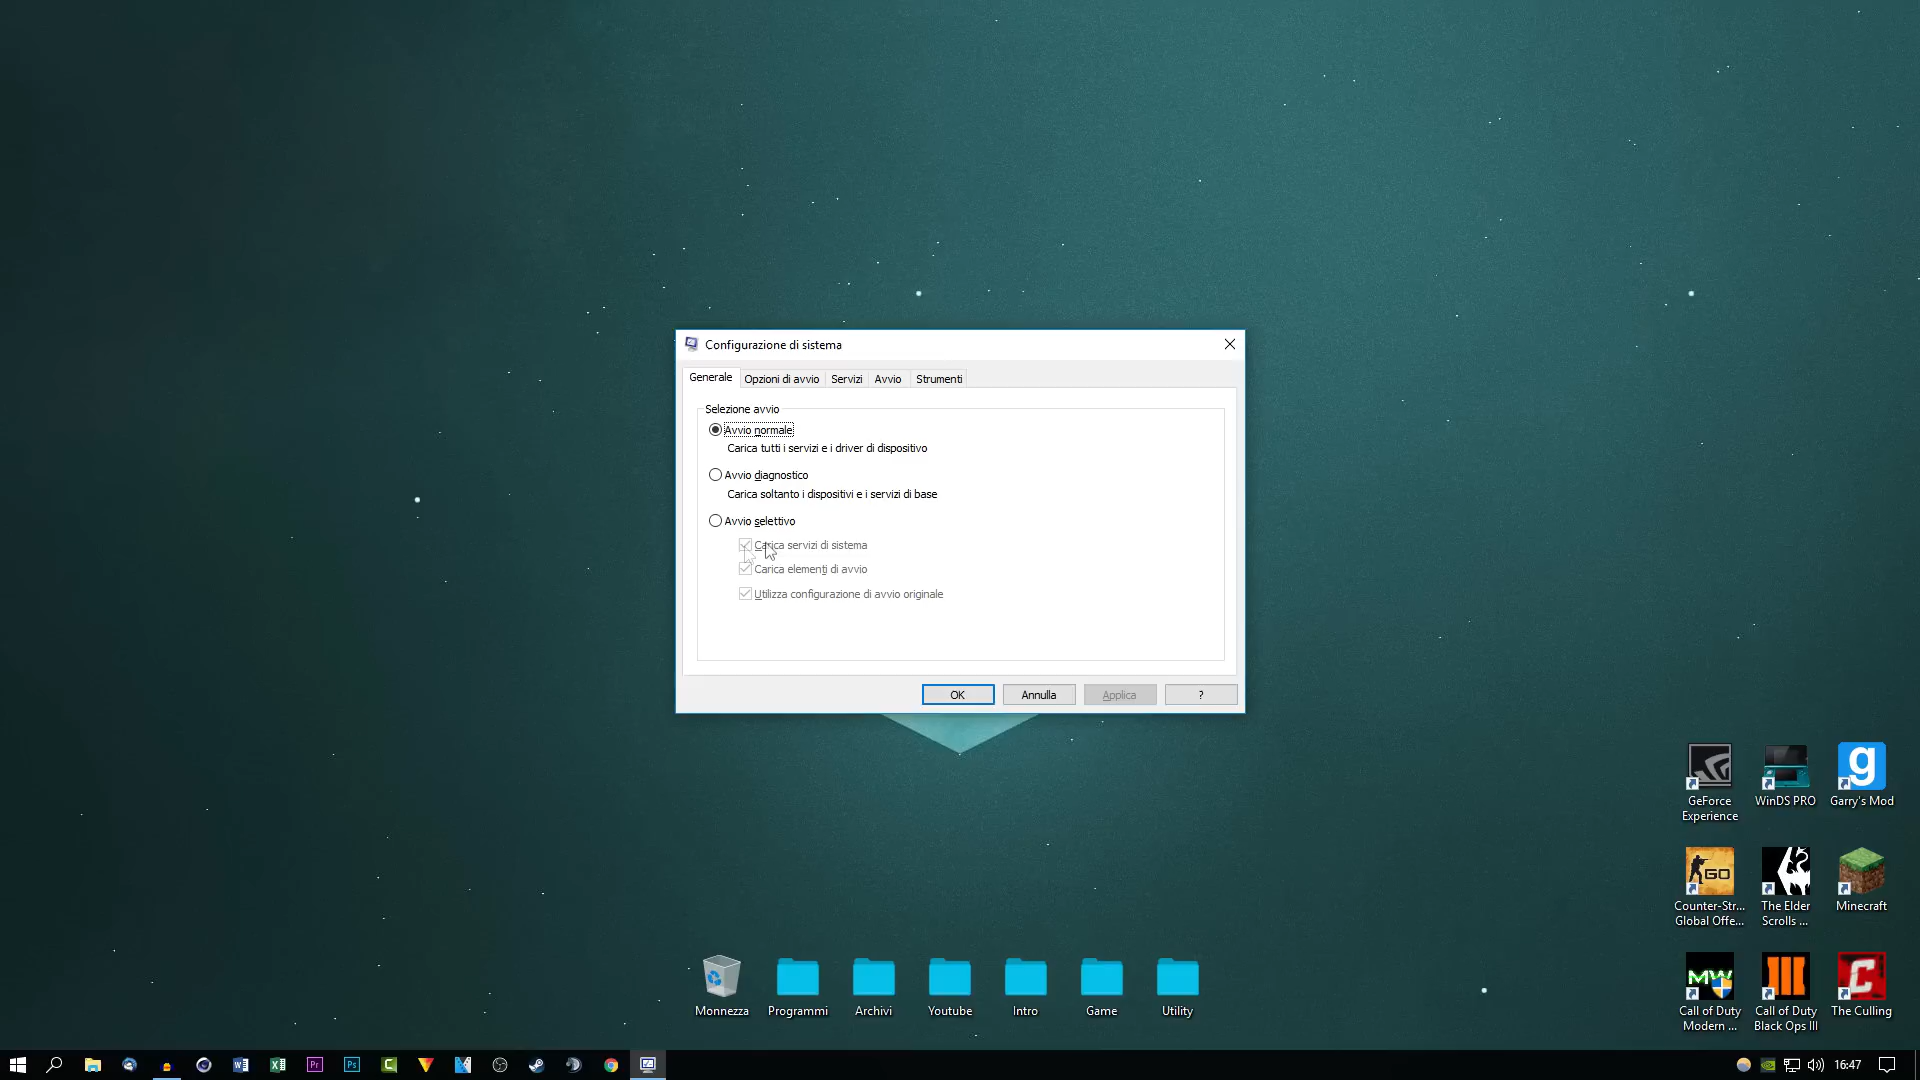 Configurazione di sistema
Generale Opzioni di avvio Servizi Avvio Strumenti
Selezione avvio
Avvio normale
Carica tutti i servizi e i driver di dispositivo
Avvio diagnostico
Carica soltanto i dispositivi e i servizi di base
Avvio selettivo
Carica servizi di sistema
Carica elementi di avvio
Utilizza configurazione di avvio originale
OK Annulla Applica ?
GeForce
Experience
WinDS PRO
Garry's Mod
GO
Counter-Str...
Global Offe...
The Elder
Scrolls ...
Minecraft
MW
Call of Duty
Modern ...
Call of Duty
Black Ops III
The Culling
Monnezza Programmi Archivi Youtube Intro Game Utility
Pr Ps
16:47